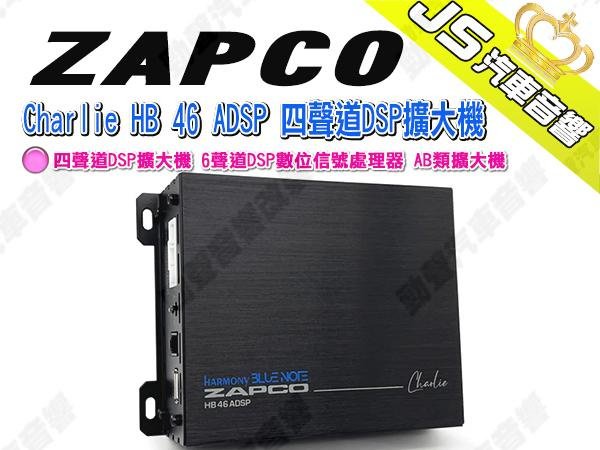 ZAPCO
JS汽車音響
Charlie HB 46 ADSP 四聲道DSP擴大機
四聲道DSP擴大機 6聲道DSP數位信號處理器 AB類擴大機
HARMONY BLUE NOTE
ZAPCO
HB 46 ADSP
Charlie